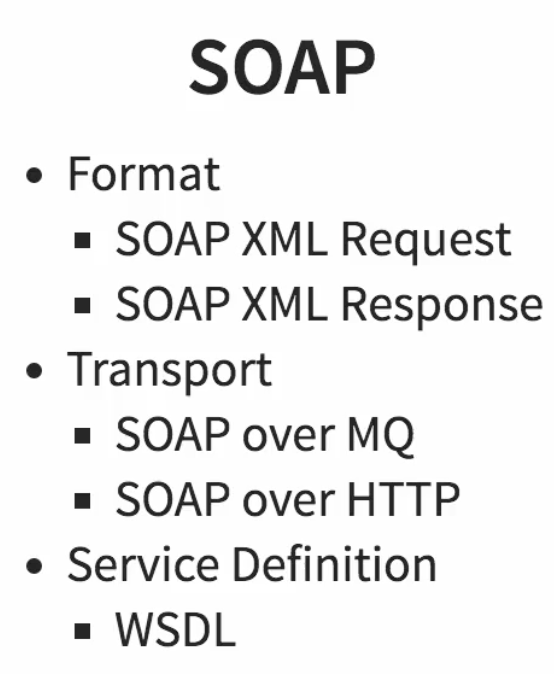 SOAP
• Format
▪ SOAP XML Request
▪ SOAP XML Response
• Transport
▪ SOAP over MQ
▪ SOAP over HTTP
• Service Definition
▪ WSDL